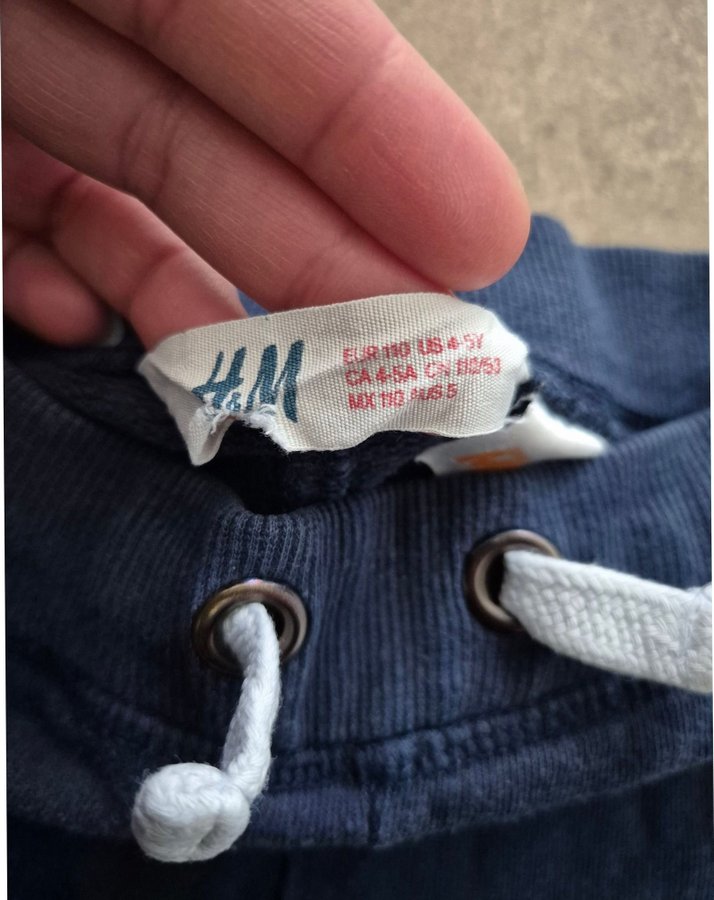 H&M
EUR 110 US 4-5Y
CA 4-5A CN 110/53
MX 110 AUS 5